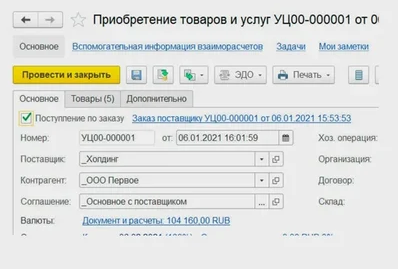 Приобретение товаров и услуг УЦ00-000001 от 0
Основное Вспомогательная информация взаиморасчетов Задачи Мои заметки
Провести и закрыть ЭДО Печать
Основное Товары (5) Дополнительно
Поступление по заказу Заказ поставщику УЦ00-000001 от 06.01.2021 15:53:53
Номер: УЦ00-000001 от: 06.01.2021 16:01:59 Хоз. операция:
Поставщик: _Холдинг Организация:
Контрагент: _ООО Первое Договор:
Соглашение: _Основное с поставщиком ... Склад:
Валюты: Документ и расчеты: 104 160,00 RUB